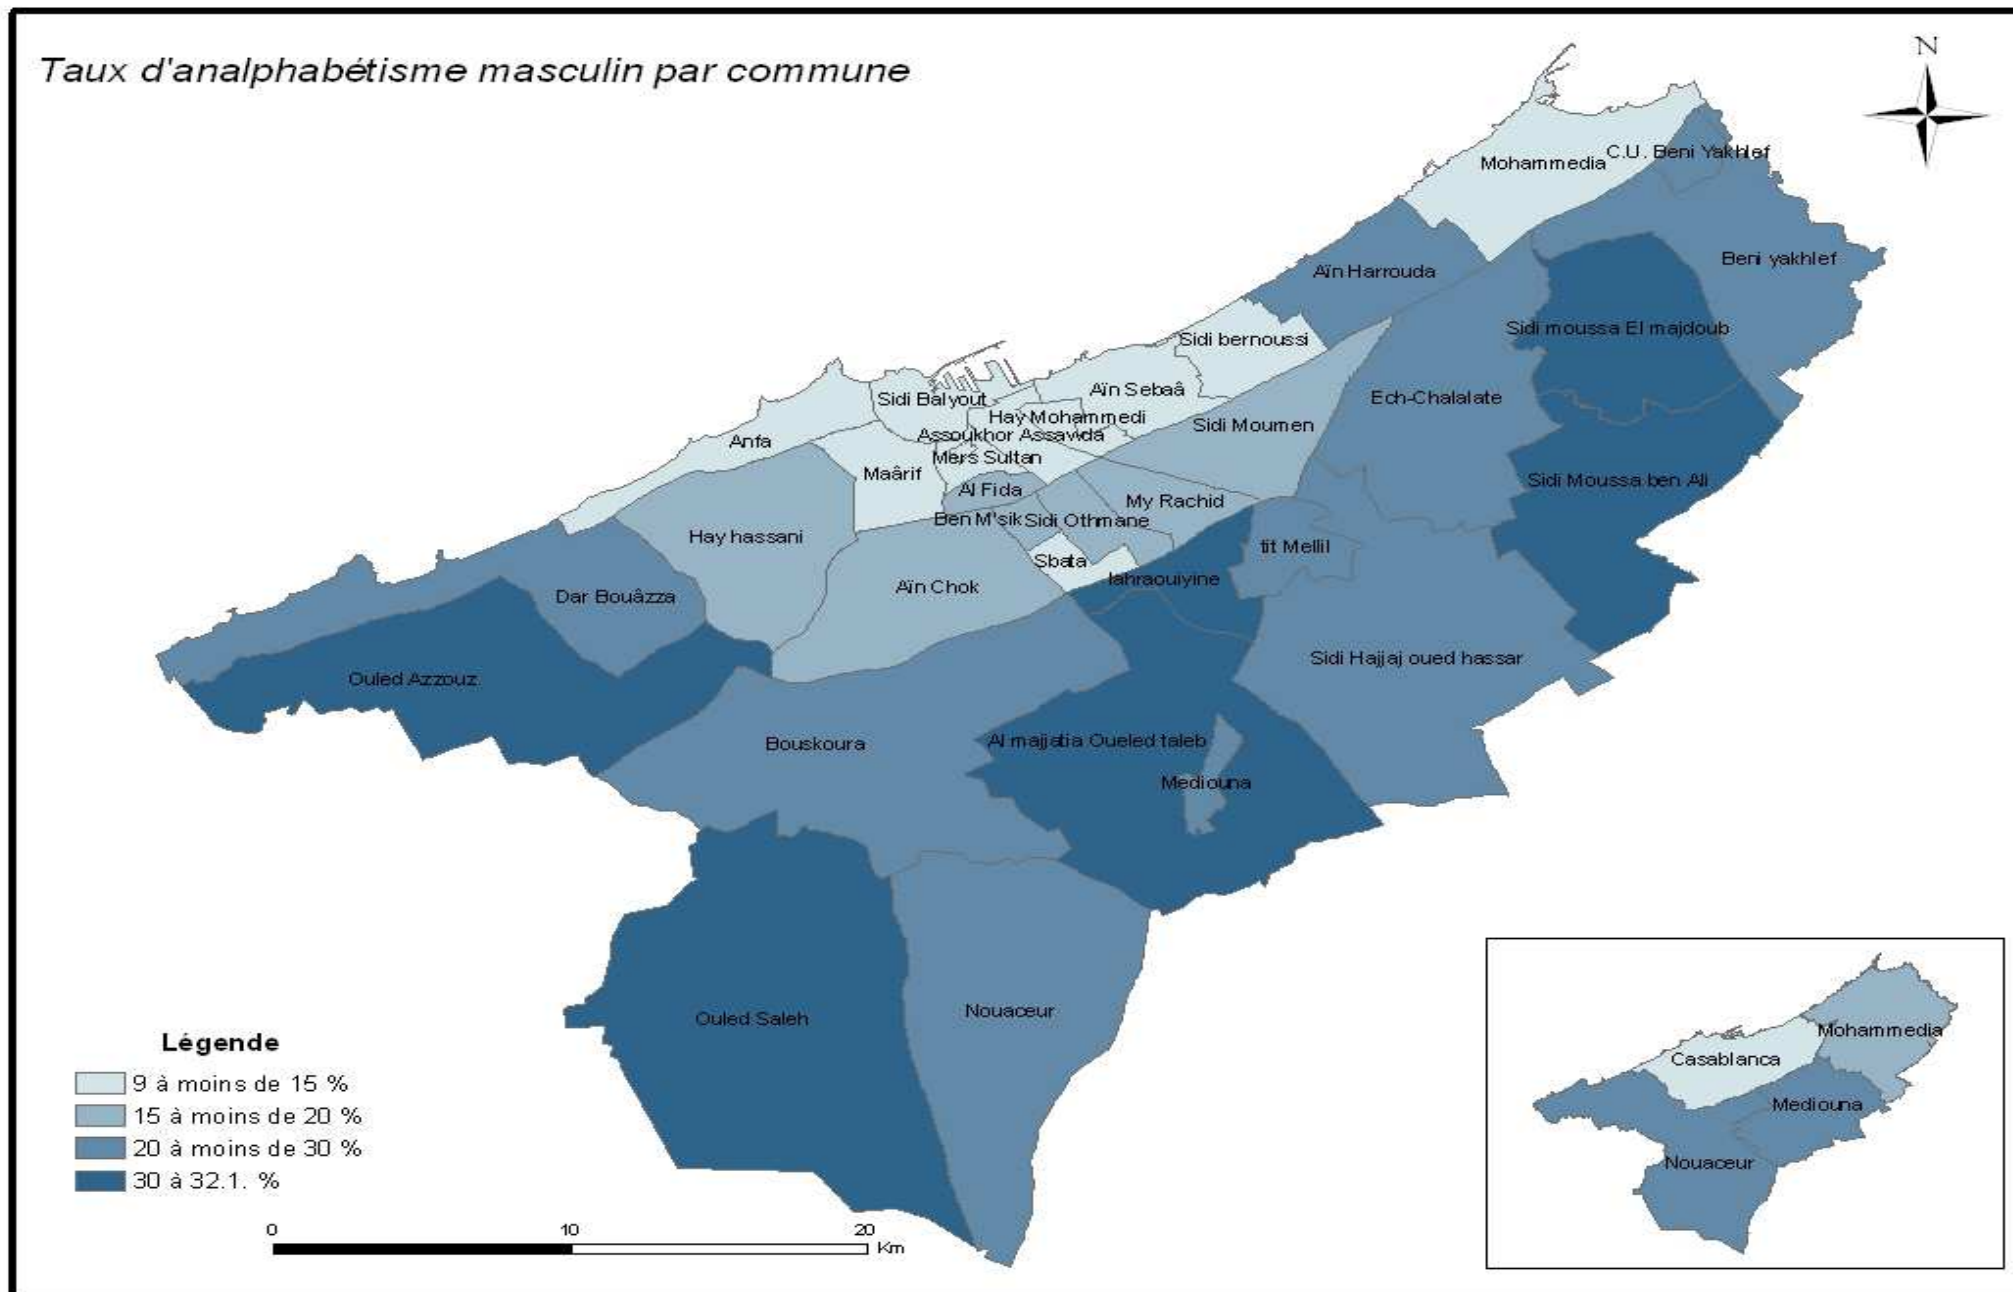 Taux d'analphabétisme masculin par commune
N
Mohammedia
C.U. Beni Yakhlef
Beni yakhlef
Aïn Harrouda
Sidi moussa El majdoub
Sidi bernoussi
Aïn Sebaâ
Ech-Chalalate
Sidi Balyout
Hay Mohammedi
Sidi Moumen
Assoukhor Assawida
Anfa
Mers Sultan
Maârif
Sidi Moussa ben Ali
Al Fida
My Rachid
Ben M'sik
Sidi Othmane
Hay hassani
tit Mellil
Sbata
lahraouiyine
Aïn Chok
Dar Bouâzza
Sidi Hajjaj oued hassar
Ouled Azzouz.
Bouskoura
Al majjatia Oueled taleb
Mediouna
Nouaceur
Ouled Saleh
Légende
9 à moins de 15 %
15 à moins de 20 %
20 à moins de 30 %
30 à 32.1. %
0 10 20
Km
Mohammedia
Casablanca
Mediouna
Nouaceur